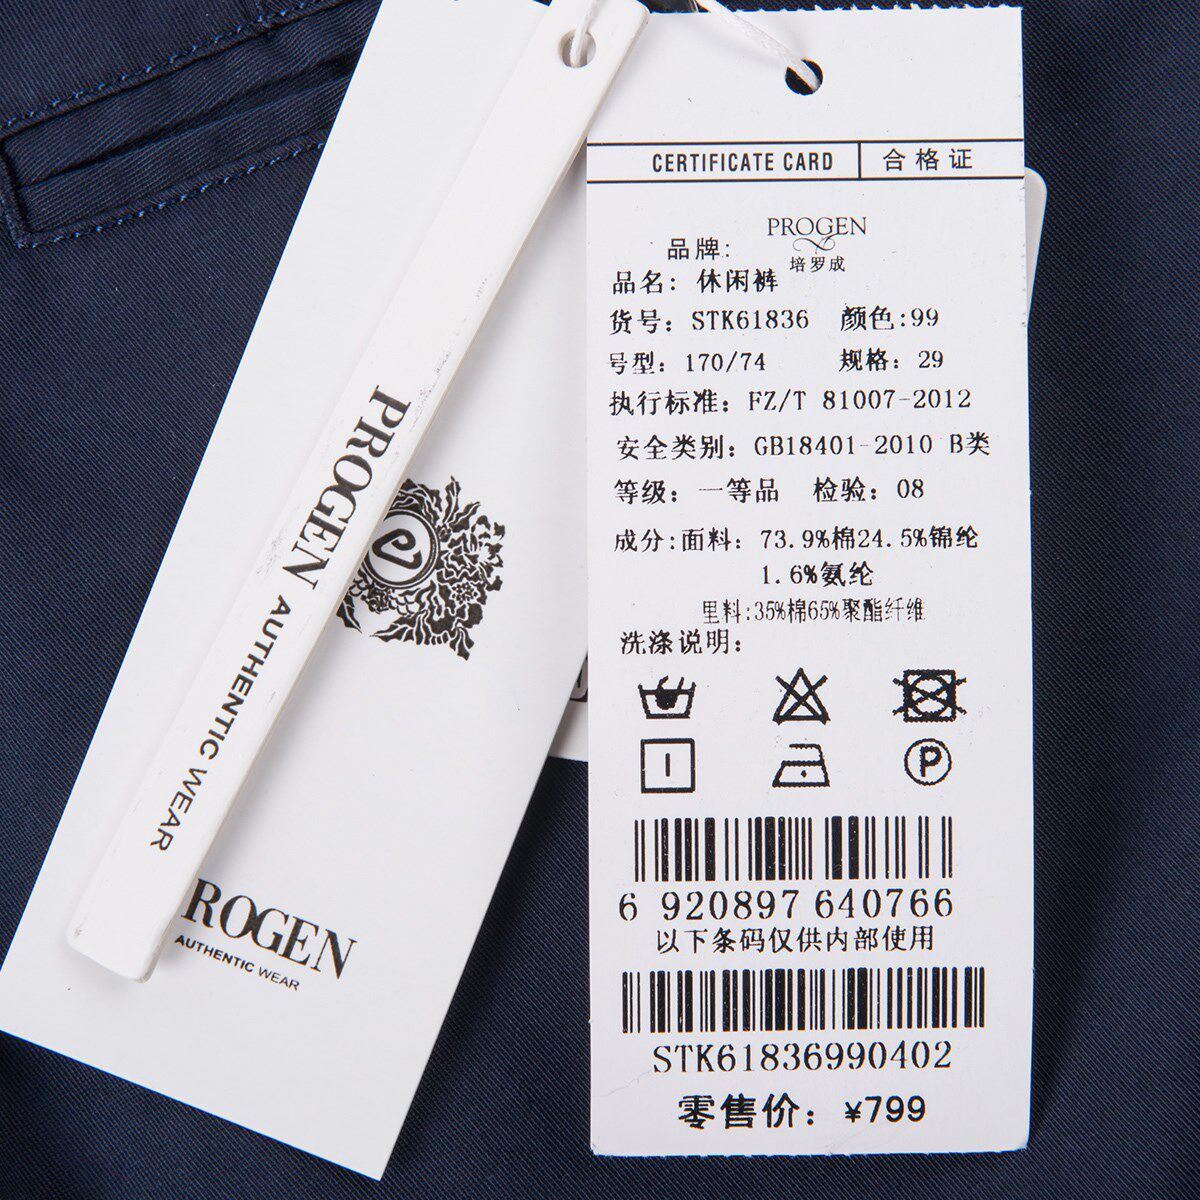 PROGEN AUTHENTIC WEAR
ROGEN
AUTHENTIC WEAR
CERTIFICATE CARD 合格证
PROGEN
品牌:
培罗成
品名: 休闲裤
货号: STK61836 颜色:99
号型: 170/74 规格: 29
执行标准: FZ/T 81007-2012
安全类别: GB18401-2010 B类
等级: 一等品 检验: 08
成分:面料: 73.9%棉24.5%锦纶
1.6%氨纶
里料:35%棉65%聚酯纤维
洗涤说明:
P
6 920897 640766
以下条码仅供内部使用
STK61836990402
零售价: ¥799